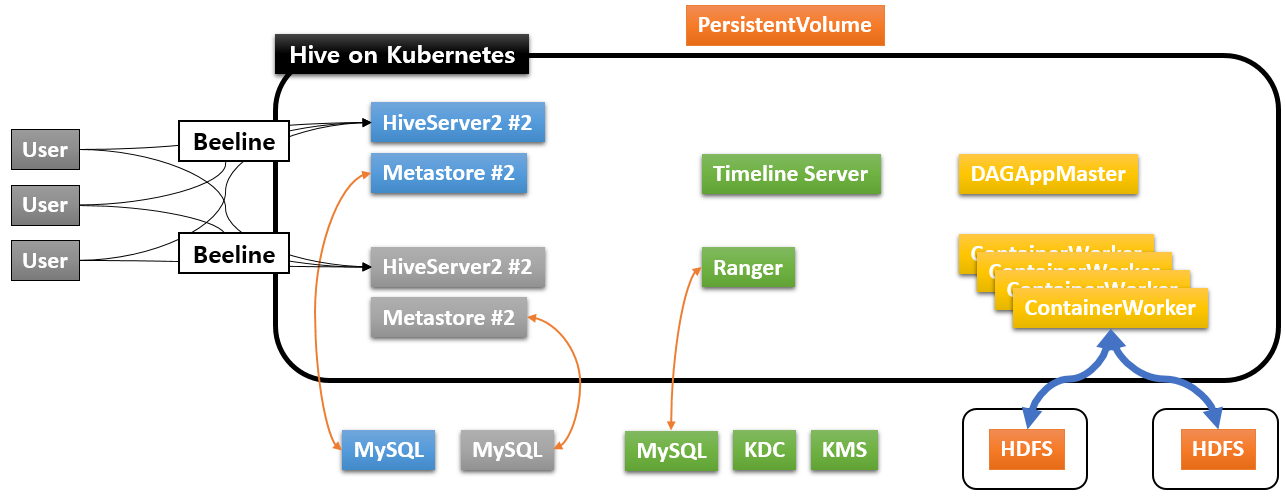 PersistentVolume
Hive on Kubernetes
HiveServer2 #2
Beeline
User
Metastore #2
Timeline Server
DAGAppMaster
User
User
Beeline
HiveServer2 #2
Ranger
ContainerWorker
ContainerWorker
ContainerWorker
ContainerWorker
Metastore #2
MySQL
MySQL
MySQL
KDC
KMS
HDFS
HDFS